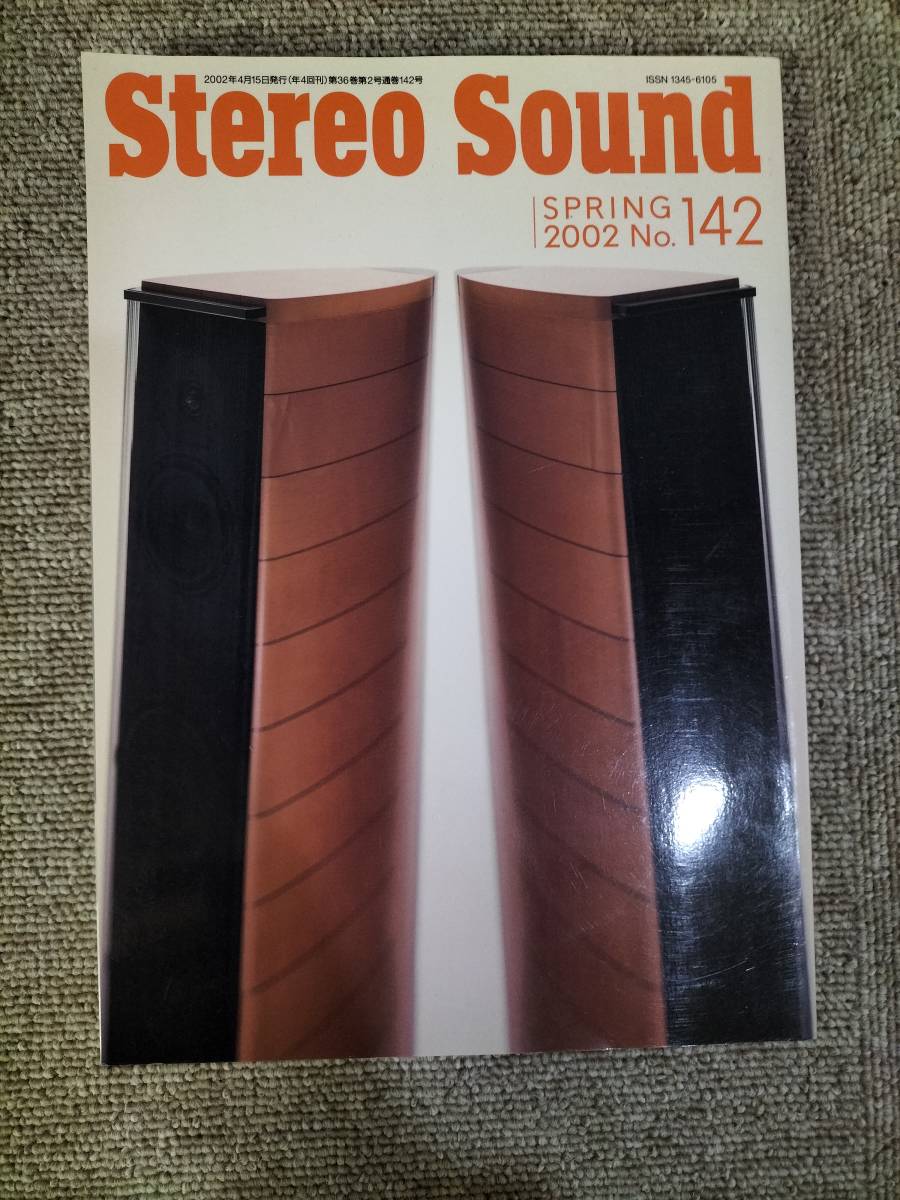 2002年4月15日発行(年4回刊)第36巻第2号通巻142号
ISSN 1345-6105
Stereo Sound
SPRING
2002 No.142